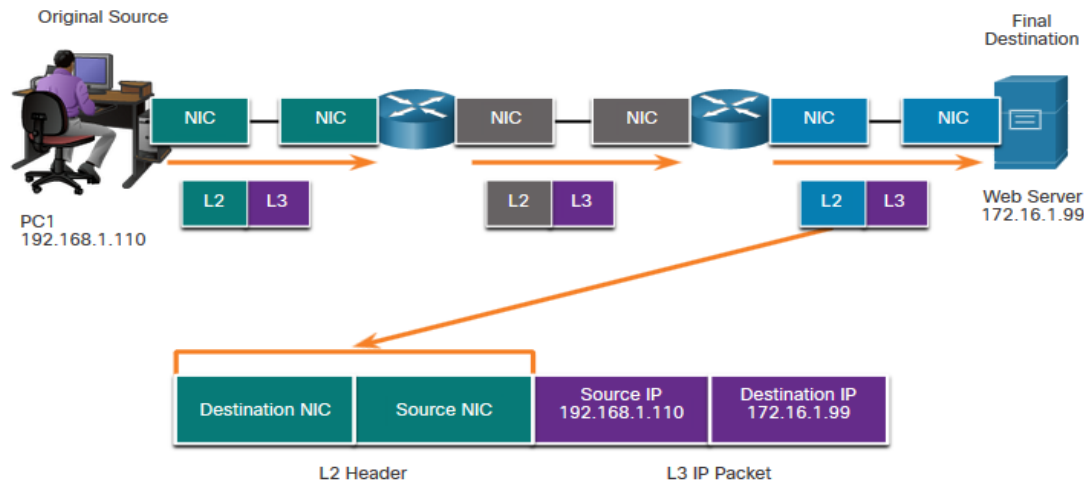 Original Source
Final
Destination
NIC
NIC
NIC
NIC
NIC
NIC
L2 L3
L2 L3
L2 L3
PC1
192.168.1.110
Web Server
172.16.1.99
Destination NIC
Source NIC
Source IP
192.168.1.110
Destination IP
172.16.1.99
L2 Header
L3 IP Packet